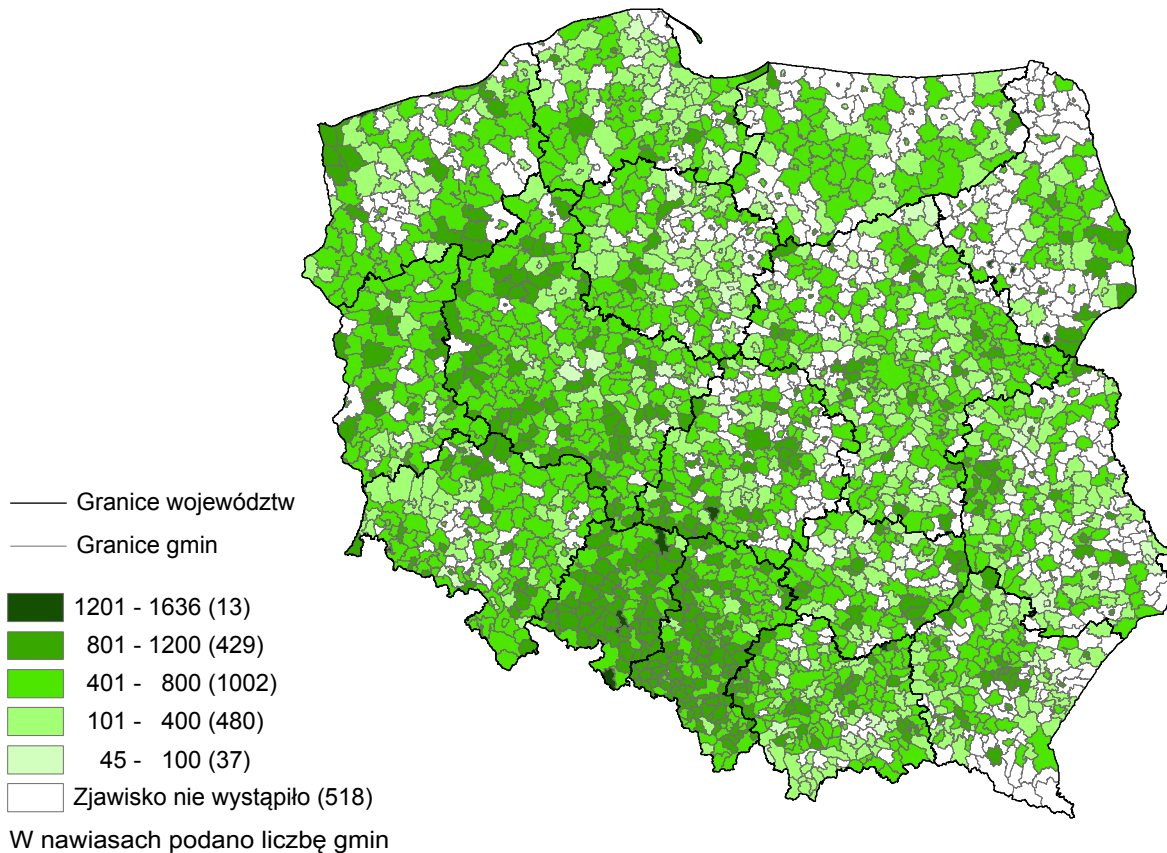 Granice województw
Granice gmin
1201 - 1636 (13)
801 - 1200 (429)
401 - 800 (1002)
101 - 400 (480)
45 - 100 (37)
Zjawisko nie wystąpiło (518)
W nawiasach podano liczbę gmin